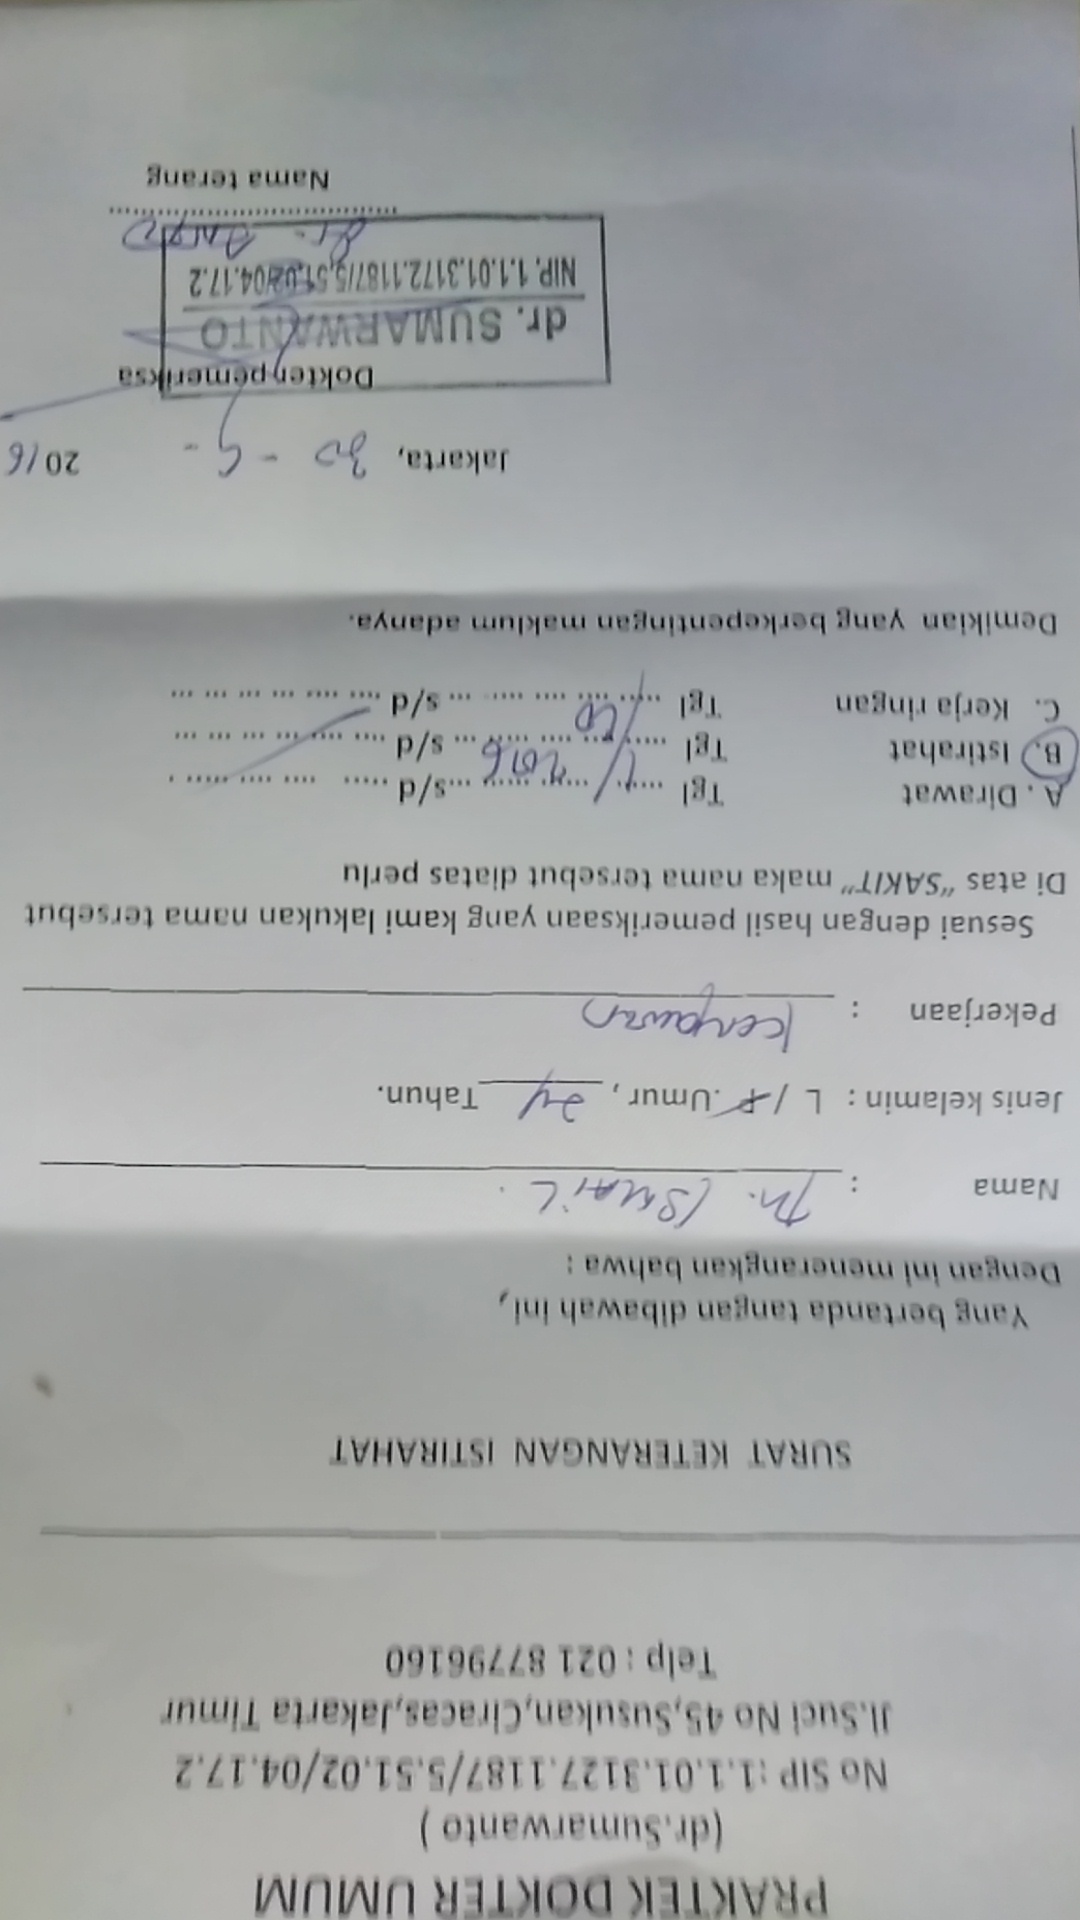 PRAKTEK DOKTER UMUM
(dr.Sumarwanto )
No SIP :1.1.01.3127.1187/5.51.02/04.17.2
Jl.Suci No 45,Susukan,Ciracas,Jakarta Timur
Telp : 021 87796160
SURAT KETERANGAN ISTIRAHAT
Yang bertanda tangan dibawah ini,
Dengan ini menerangkan bahwa :
Nama : ISMAIL.
Jenis kelamin : L / P .Umur , 24 Tahun.
Pekerjaan : Karyawan
Sesuai dengan hasil pemeriksaan yang kami lakukan nama tersebut
Di atas “SAKIT” maka nama tersebut diatas perlu
A . Dirawat Tgl ..... ..... ..... ...s/d ..... .... .... ..... .
B. Istirahat Tgl 1/10 2016 s/d .... .... ... ... ... ...
C. Kerja ringan Tgl ..... .... .... ..... ... s/d .... .... ... ... ... ...
Demikian yang berkepentingan maklum adanya.
Jakarta, 30 - 9 - 2016
Dokter pemeriksa
dr. SUMARWANTO
NIP. 1.1.01.3172.1187/5,51.02/04.17.2
dr.
Nama terang